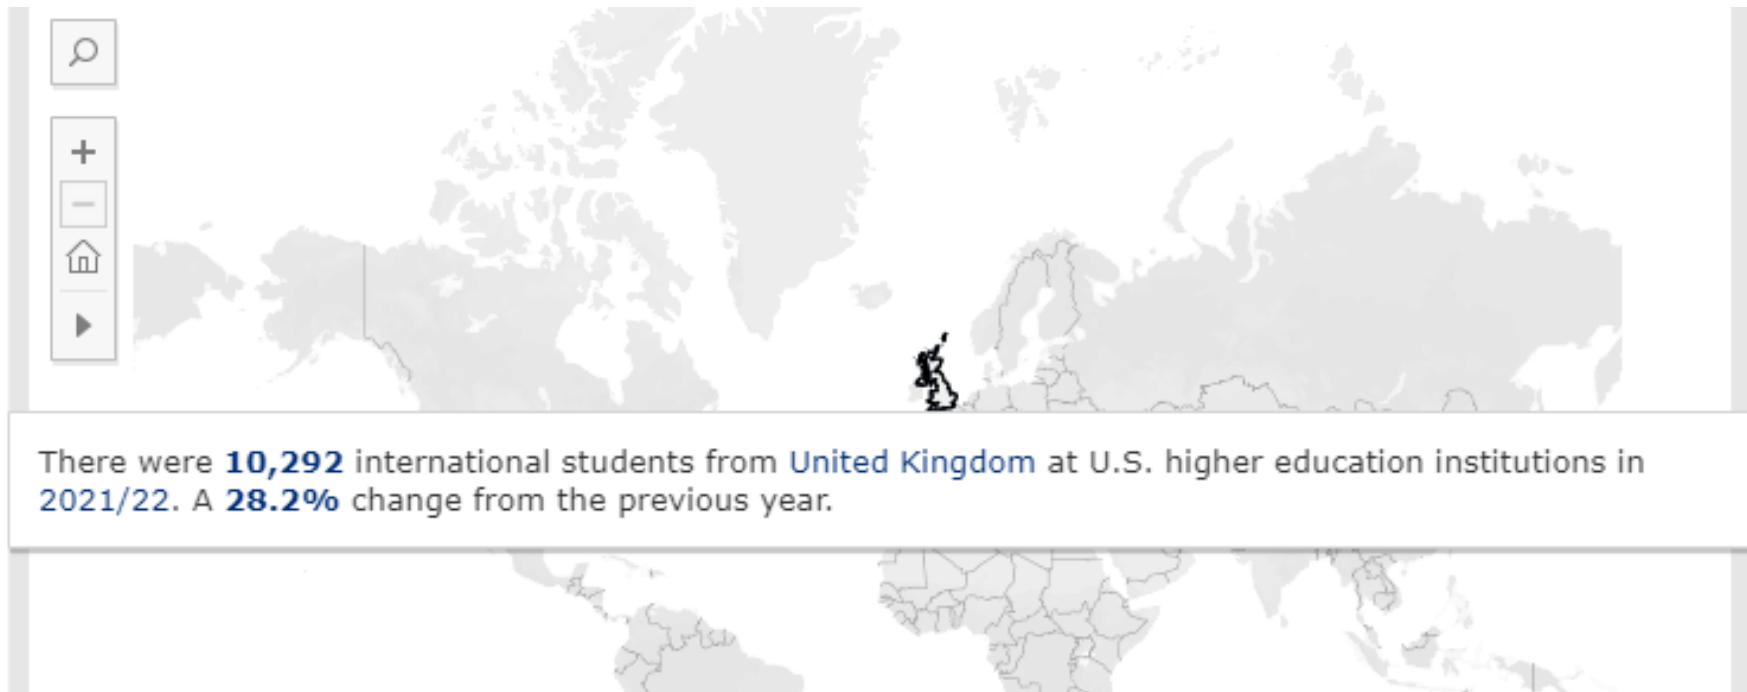 There were 10,292 international students from United Kingdom at U.S. higher education institutions in
2021/22. A 28.2% change from the previous year.